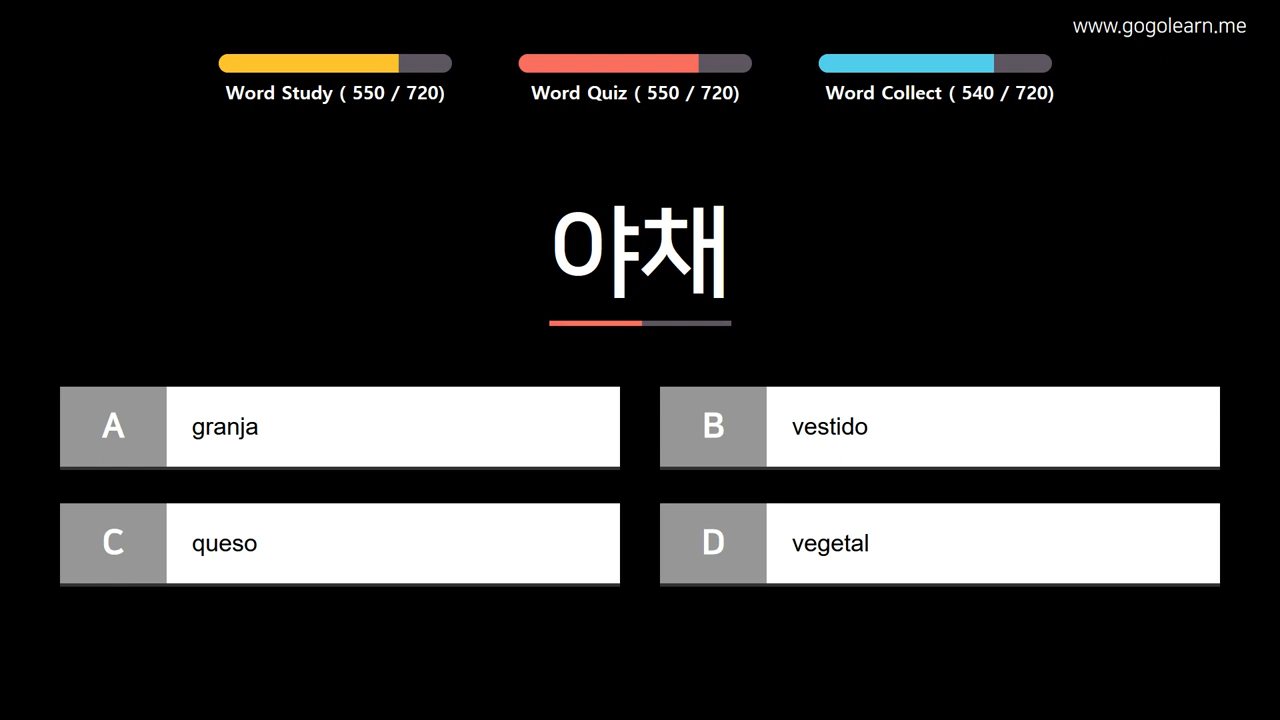 www.gogolearn.me
Word Study ( 550 / 720)
Word Quiz ( 550 / 720)
Word Collect ( 540 / 720)
야채
A granja
B vestido
C queso
D vegetal